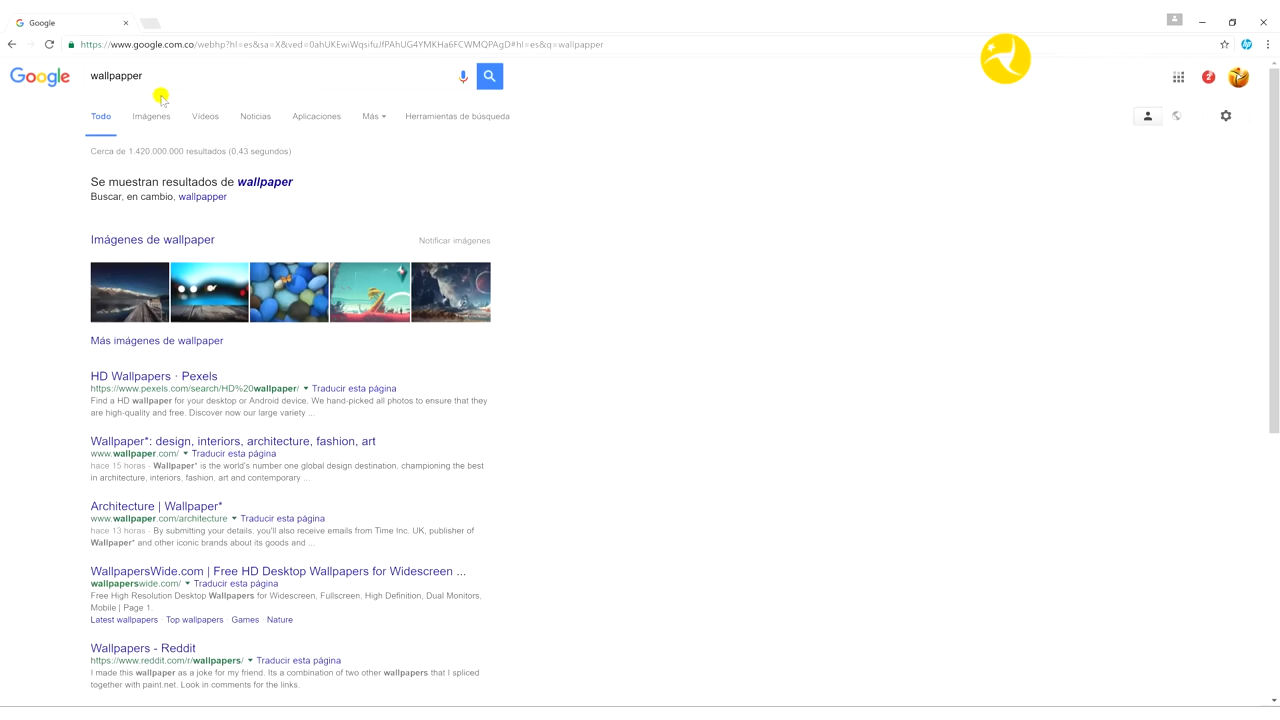 Google
https://www.google.com.co/webhp?hl=es&sa=X&ved=0ahUKEwiWqsifuJfPAhUG4YMKHa6FCWMQPAgD#hl=es&q=wallpapper
Google
wallpapper
2
Todo Imágenes Vídeos Noticias Aplicaciones Más Herramientas de búsqueda
Cerca de 1.420.000.000 resultados (0,43 segundos)
Se muestran resultados de wallpaper
Buscar, en cambio, wallpapper
Imágenes de wallpaper Notificar imágenes
Más imágenes de wallpaper
HD Wallpapers · Pexels
https://www.pexels.com/search/HD%20wallpaper/ Traducir esta página
Find a HD wallpaper for your desktop or Android device. We hand-picked all photos to ensure that they
are high-quality and free. Discover now our large variety ...
Wallpaper*: design, interiors, architecture, fashion, art
www.wallpaper.com/ Traducir esta página
hace 15 horas - Wallpaper* is the world's number one global design destination, championing the best
in architecture, interiors, fashion, art and contemporary ...
Architecture | Wallpaper*
www.wallpaper.com/architecture Traducir esta página
hace 13 horas - By submitting your details, you'll also receive emails from Time Inc. UK, publisher of
Wallpaper* and other iconic brands about its goods and ...
WallpapersWide.com | Free HD Desktop Wallpapers for Widescreen ...
wallpaperswide.com/ Traducir esta página
Free High Resolution Desktop Wallpapers for Widescreen, Fullscreen, High Definition, Dual Monitors,
Mobile | Page 1.
Latest wallpapers · Top wallpapers · Games · Nature
Wallpapers - Reddit
https://www.reddit.com/r/wallpapers/ Traducir esta página
I made this wallpaper as a joke for my friend. Its a combination of two other wallpapers that I spliced
together with paint.net. Look in comments for the links.